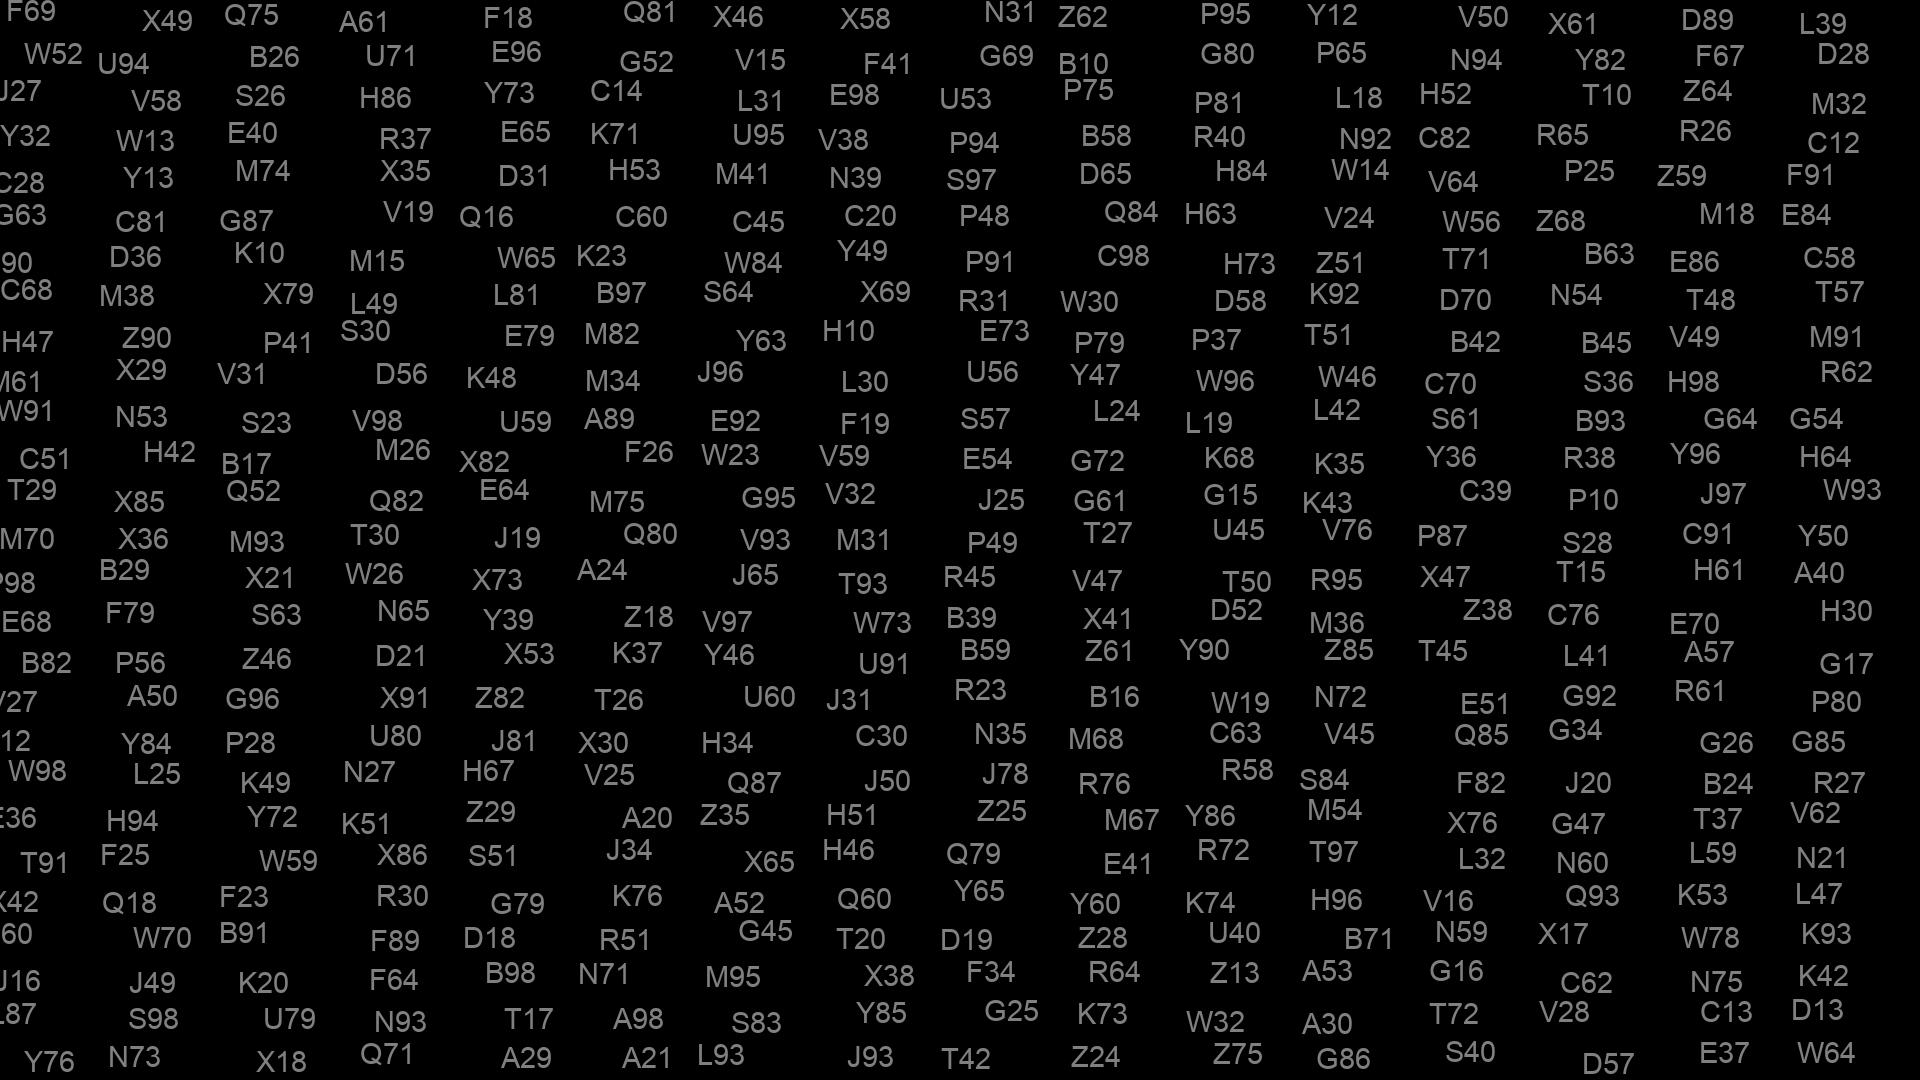 F69 X49 Q75 A61 F18 Q81 X46 X58 N31 Z62 P95 Y12 V50 X61 D89 L39
W52 U94 B26 U71 E96 G52 V15 F41 G69 B10 G80 P65 N94 Y82 F67 D28
J27 V58 S26 H86 Y73 C14 L31 E98 U53 P75 P81 L18 H52 T10 Z64 M32
Y32 W13 E40 R37 E65 K71 U95 V38 P94 B58 R40 N92 C82 R65 R26 C12
C28 Y13 M74 X35 D31 H53 M41 N39 S97 D65 H84 W14 V64 P25 Z59 F91
G63 C81 G87 V19 Q16 C60 C45 C20 P48 Q84 H63 V24 W56 Z68 M18 E84
90 D36 K10 M15 W65 K23 W84 Y49 P91 C98 H73 Z51 T71 B63 E86 C58
C68 M38 X79 L49 L81 B97 S64 X69 R31 W30 D58 K92 D70 N54 T48 T57
H47 Z90 P41 S30 E79 M82 Y63 H10 E73 P79 P37 T51 B42 B45 V49 M91
M61 X29 V31 D56 K48 M34 J96 L30 U56 Y47 W96 W46 C70 S36 H98 R62
W91 N53 S23 V98 U59 A89 E92 F19 S57 L24 L19 L42 S61 B93 G64 G54
C51 H42 B17 M26 X82 F26 W23 V59 E54 G72 K68 K35 Y36 R38 Y96 H64
T29 X85 Q52 Q82 E64 M75 G95 V32 J25 G61 G15 K43 C39 P10 J97 W93
M70 X36 M93 T30 J19 Q80 V93 M31 P49 T27 U45 V76 P87 S28 C91 Y50
P98 B29 X21 W26 X73 A24 J65 T93 R45 V47 T50 R95 X47 T15 H61 A40
E68 F79 S63 N65 Y39 Z18 V97 W73 B39 X41 D52 M36 Z38 C76 E70 H30
B82 P56 Z46 D21 X53 K37 Y46 U91 B59 Z61 Y90 Z85 T45 L41 A57 G17
V27 A50 G96 X91 Z82 T26 U60 J31 R23 B16 W19 N72 E51 G92 R61 P80
12 Y84 P28 U80 J81 X30 H34 C30 N35 M68 C63 V45 Q85 G34 G26 G85
W98 L25 K49 N27 H67 V25 Q87 J50 J78 R76 R58 S84 F82 J20 B24 R27
E36 H94 Y72 K51 Z29 A20 Z35 H51 Z25 M67 Y86 M54 X76 G47 T37 V62
T91 F25 W59 X86 S51 J34 X65 H46 Q79 E41 R72 T97 L32 N60 L59 N21
X42 Q18 F23 R30 G79 K76 A52 Q60 Y65 Y60 K74 H96 V16 Q93 K53 L47
60 W70 B91 F89 D18 R51 G45 T20 D19 Z28 U40 B71 N59 X17 W78 K93
J16 J49 K20 F64 B98 N71 M95 X38 F34 R64 Z13 A53 G16 C62 N75 K42
L87 S98 U79 N93 T17 A98 S83 Y85 G25 K73 W32 A30 T72 V28 C13 D13
Y76 N73 X18 Q71 A29 A21 L93 J93 T42 Z24 Z75 G86 S40 D57 E37 W64